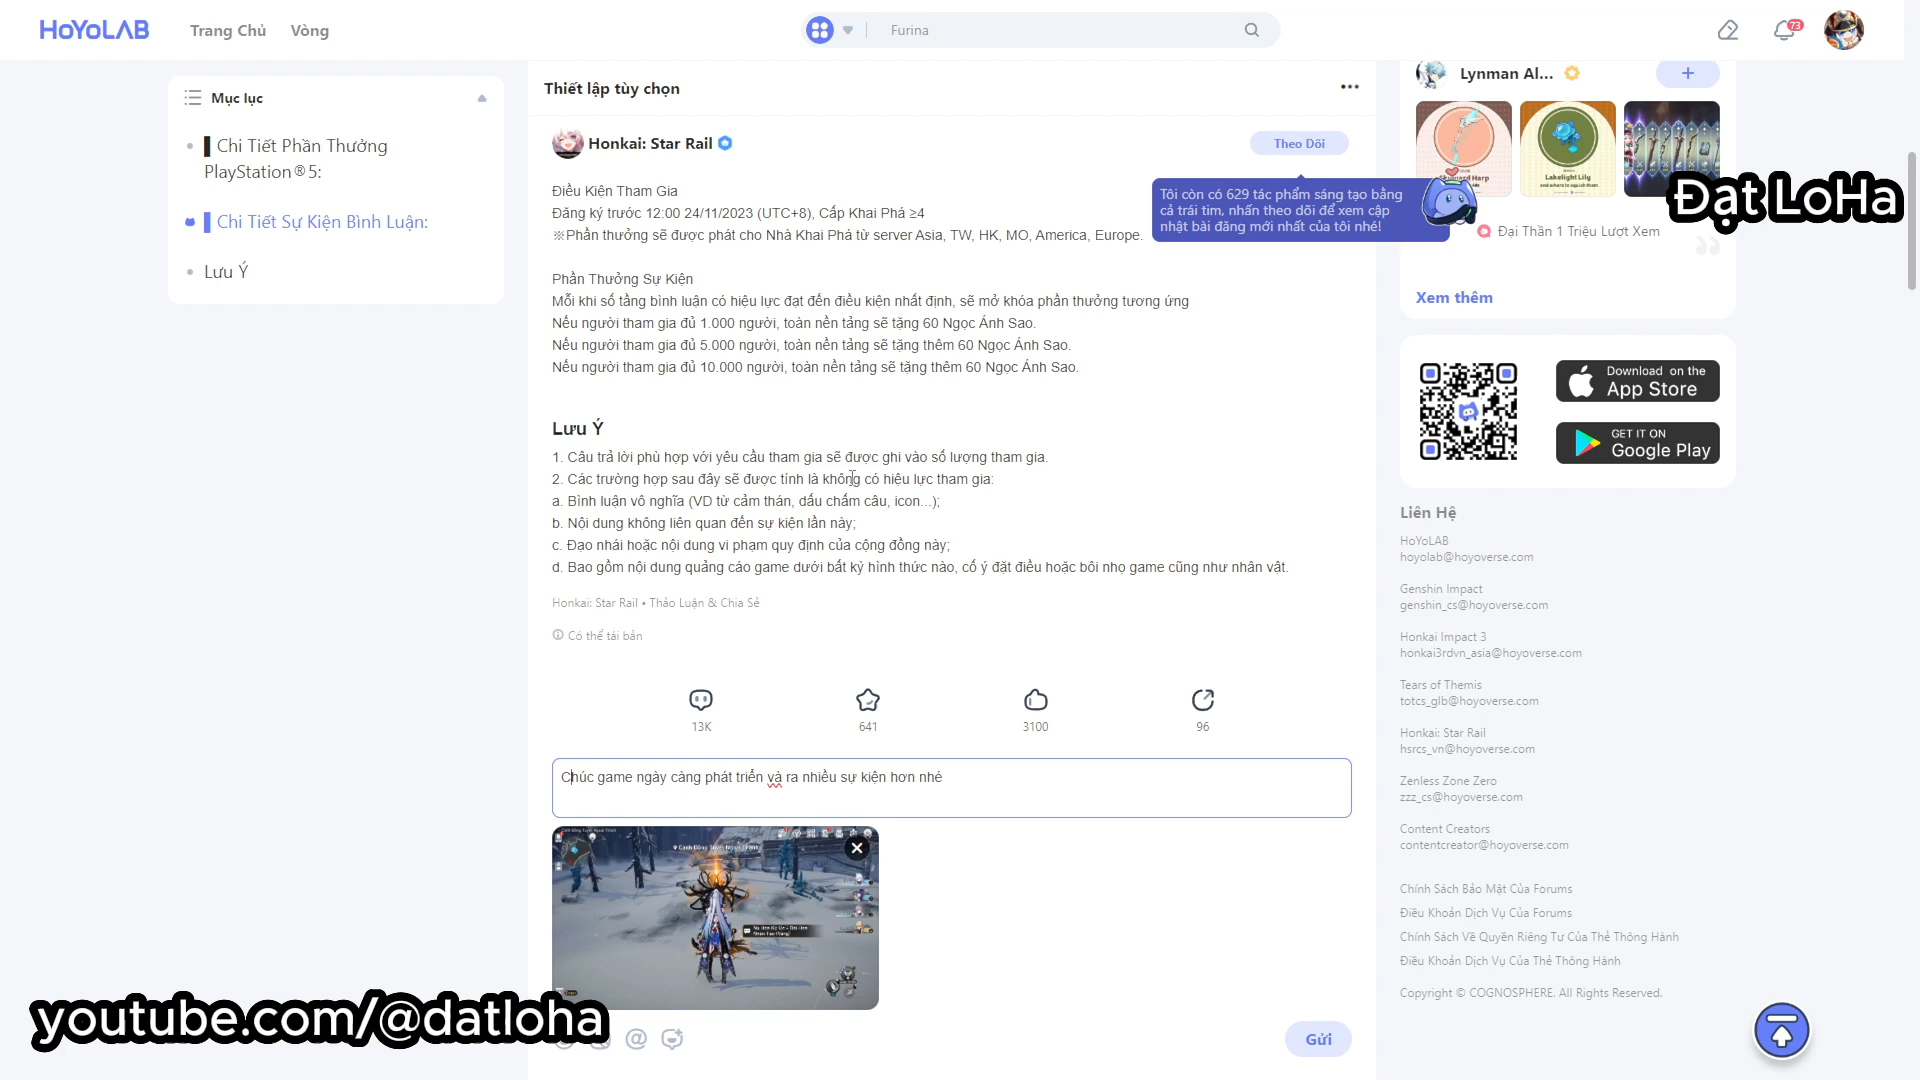 HoYoLAB
Trang Chủ
Vòng
Furina
73
Mục lục
▌Chi Tiết Phần Thưởng
PlayStation®5:
▌Chi Tiết Sự Kiện Bình Luận:
Lưu Ý
Thiết lập tùy chọn
Honkai: Star Rail
Theo Dõi
Tôi còn có 629 tác phẩm sáng tạo bằng
cả trái tim, nhấn theo dõi để xem cập
nhật bài đăng mới nhất của tôi nhé!
Điều Kiện Tham Gia
Đăng ký trước 12:00 24/11/2023 (UTC+8), Cấp Khai Phá ≥4
※Phần thưởng sẽ được phát cho Nhà Khai Phá từ server Asia, TW, HK, MO, America, Europe.
Phần Thưởng Sự Kiện
Mỗi khi số tầng bình luận có hiệu lực đạt đến điều kiện nhất định, sẽ mở khóa phần thưởng tương ứng
Nếu người tham gia đủ 1.000 người, toàn nền tảng sẽ tặng 60 Ngọc Ánh Sao.
Nếu người tham gia đủ 5.000 người, toàn nền tảng sẽ tặng thêm 60 Ngọc Ánh Sao.
Nếu người tham gia đủ 10.000 người, toàn nền tảng sẽ tặng thêm 60 Ngọc Ánh Sao.
Lưu Ý
1. Câu trả lời phù hợp với yêu cầu tham gia sẽ được ghi vào số lượng tham gia.
2. Các trường hợp sau đây sẽ được tính là không có hiệu lực tham gia:
a. Bình luận vô nghĩa (VD từ cảm thán, dấu chấm câu, icon...);
b. Nội dung không liên quan đến sự kiện lần này;
c. Đạo nhái hoặc nội dung vi phạm quy định của cộng đồng này;
d. Bao gồm nội dung quảng cáo game dưới bất kỳ hình thức nào, cố ý đặt điều hoặc bôi nhọ game cũng như nhân vật.
Honkai: Star Rail • Thảo Luận & Chia Sẻ
Có thể tái bản
13K
641
3100
96
Chúc game ngày càng phát triển và ra nhiều sự kiện hơn nhé
Gửi
Lynman Al...
Lakelight Lily
Đạt LoHa
Đại Thần 1 Triệu Lượt Xem
Xem thêm
Download on the
App Store
GET IT ON
Google Play
Liên Hệ
HoYoLAB
hoyolab@hoyoverse.com
Genshin Impact
genshin_cs@hoyoverse.com
Honkai Impact 3
honkai3rdvn_asia@hoyoverse.com
Tears of Themis
totcs_glb@hoyoverse.com
Honkai: Star Rail
hsrcs_vn@hoyoverse.com
Zenless Zone Zero
zzz_cs@hoyoverse.com
Content Creators
contentcreator@hoyoverse.com
Chính Sách Bảo Mật Của Forums
Điều Khoản Dịch Vụ Của Forums
Chính Sách Về Quyền Riêng Tư Của Thẻ Thông Hành
Điều Khoản Dịch Vụ Của Thẻ Thông Hành
Copyright © COGNOSPHERE. All Rights Reserved.
youtube.com/@datloha